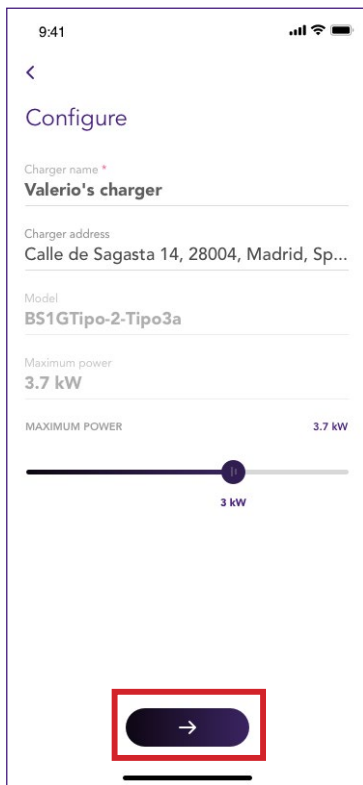 9:41
Configure
Charger name *
Valerio's charger
Charger address
Calle de Sagasta 14, 28004, Madrid, Sp...
Model
BS1GTipo-2-Tipo3a
Maximum power
3.7 kW
MAXIMUM POWER 3.7 kW
3 kW